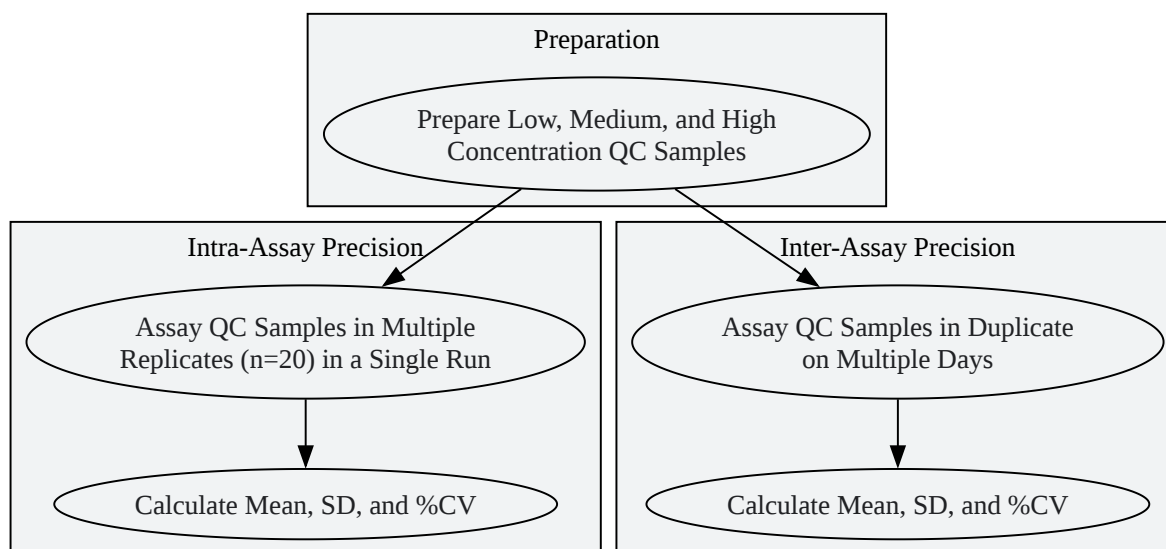 Preparation
Prepare Low, Medium, and High
Concentration QC Samples
Intra-Assay Precision
Assay QC Samples in Multiple
Replicates (n=20) in a Single Run
Calculate Mean, SD, and %CV
Inter-Assay Precision
Assay QC Samples in Duplicate
on Multiple Days
Calculate Mean, SD, and %CV